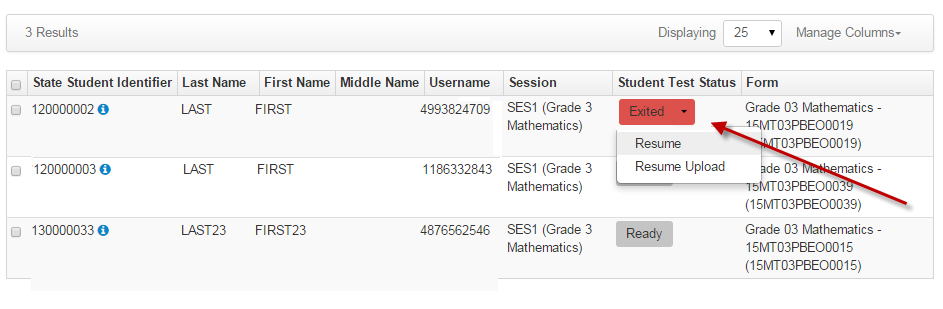 3 Results Displaying 25 Manage Columns
State Student Identifier Last Name First Name Middle Name Username Session Student Test Status Form
120000002 LAST FIRST 4993824709 SES1 (Grade 3 Exited Grade 03 Mathematics -
Mathematics) 15MT03PBEO0019
Resume MT03PBEO0019)
Resume Upload
120000003 LAST FIRST 1186332843 SES1 (Grade 3 Grade 03 Mathematics -
Mathematics) 15MT03PBEO0039
(15MT03PBEO0039)
130000033 LAST23 FIRST23 4876562546 SES1 (Grade 3 Ready Grade 03 Mathematics -
Mathematics) 15MT03PBEO0015
(15MT03PBEO0015)